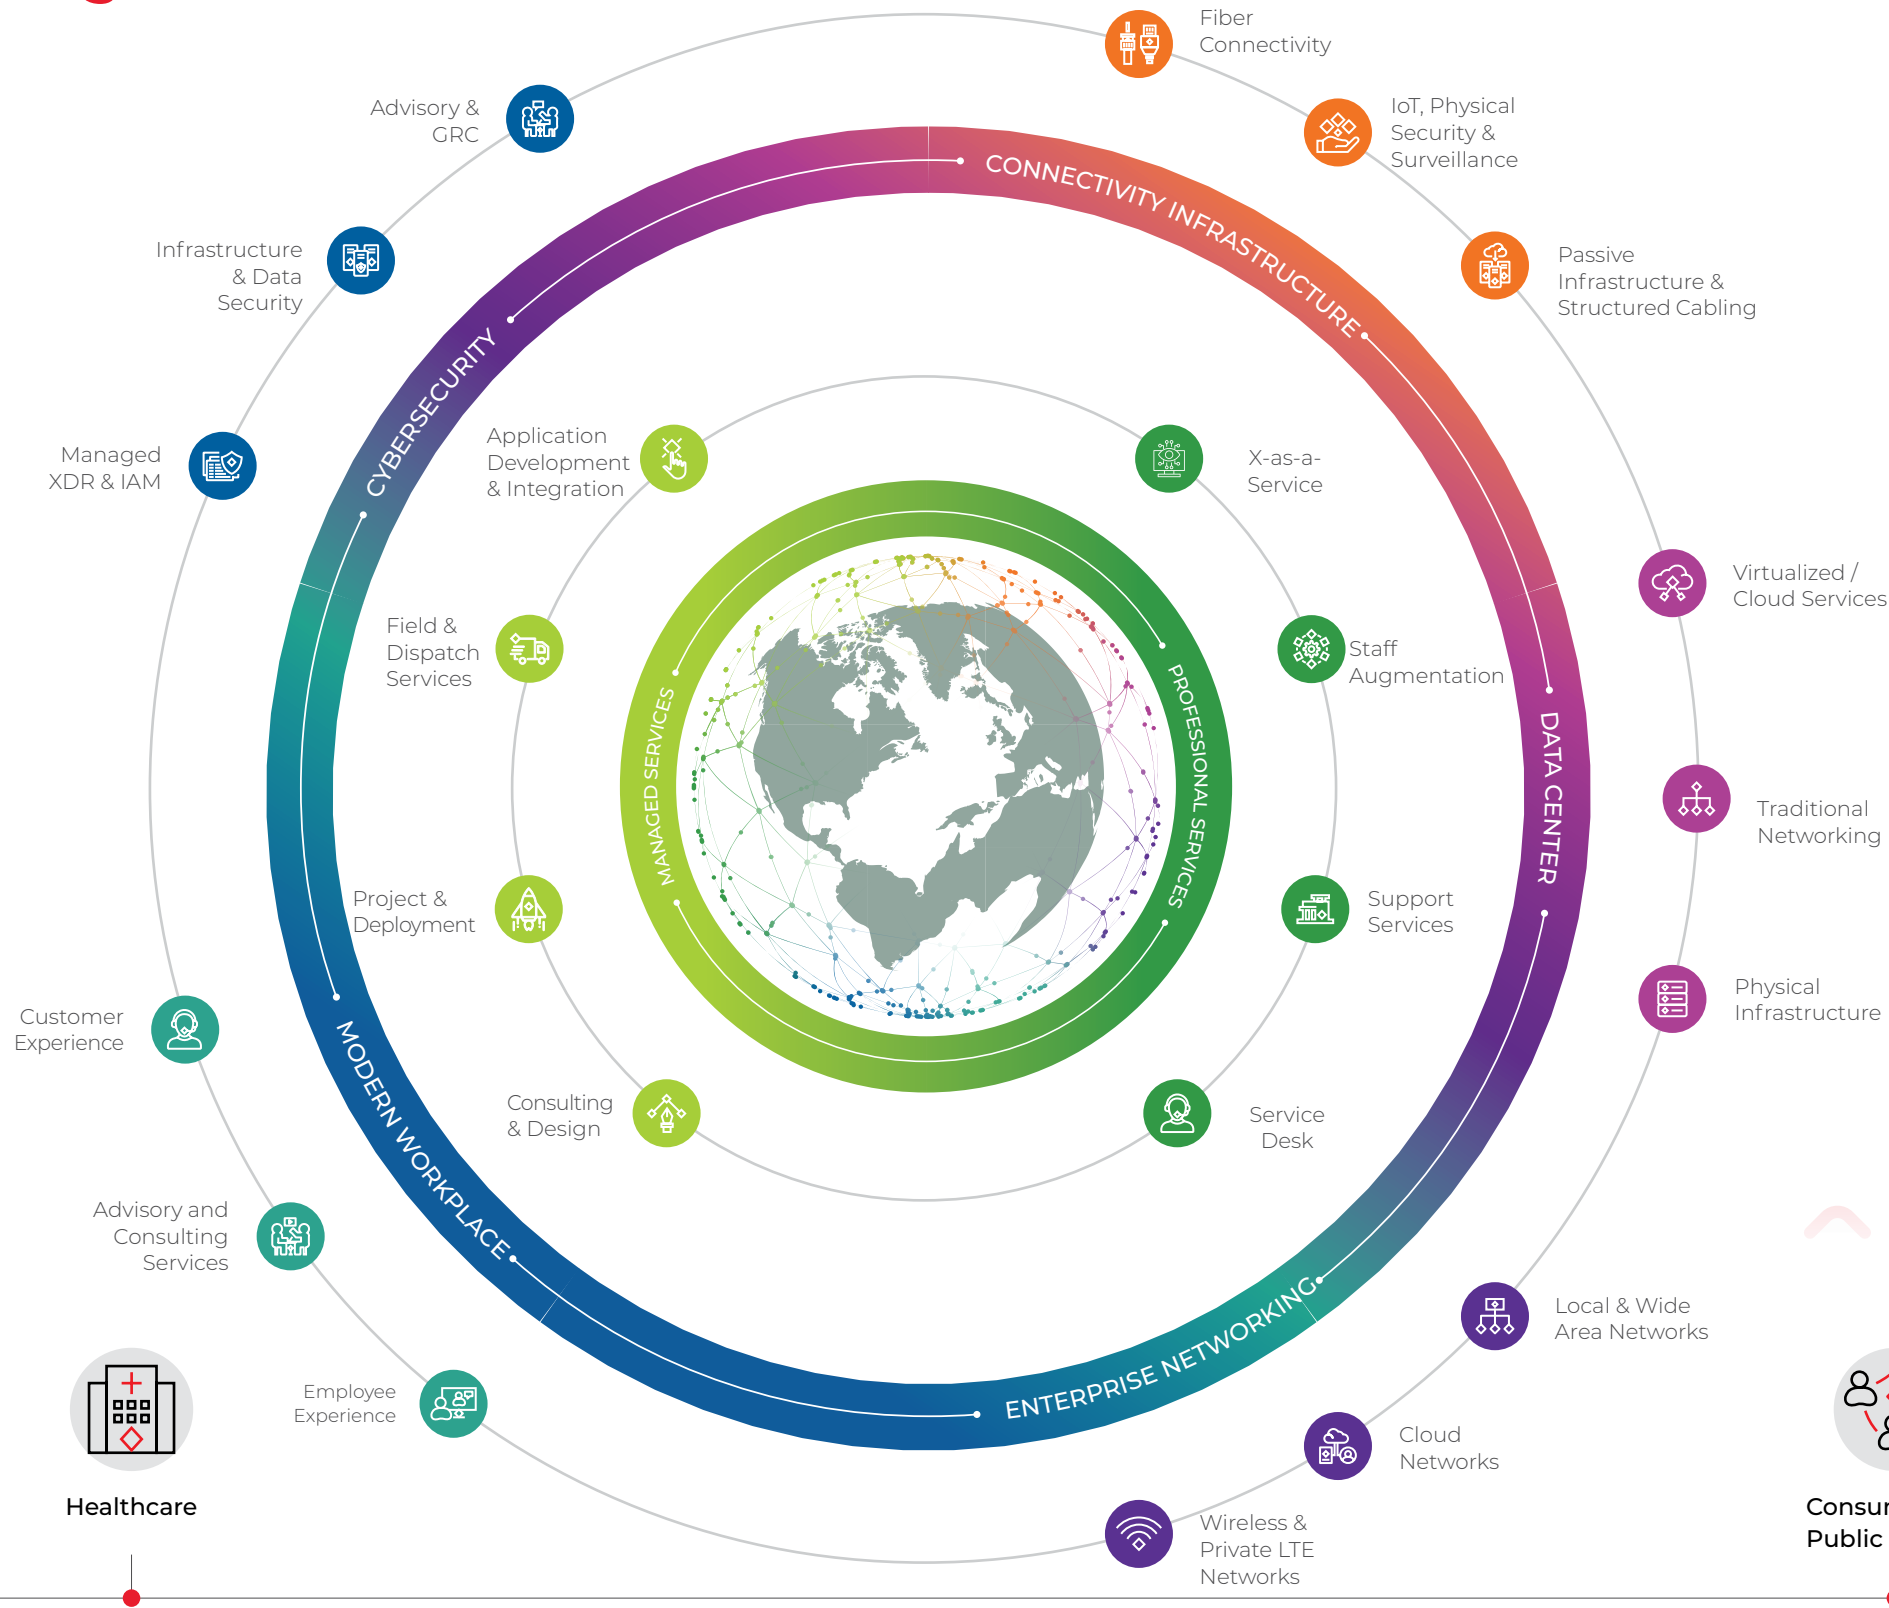 Fiber
Connectivity
IoT, Physical
Security &
Surveillance
Advisory &
GRC
CONNECTIVITY INFRASTRUCTURE
Infrastructure
& Data
Security
Passive
Infrastructure &
Structured Cabling
CYBERSECURITY
Managed
XDR & IAM
Application
Development
& Integration
X-as-a-
Service
Virtualized /
Cloud Services
Field &
Dispatch
Services
Staff
Augmentation
MANAGED SERVICES
PROFESSIONAL SERVICES
DATA CENTER
Traditional
Networking
Project &
Deployment
Support
Services
Physical
Infrastructure
Customer
Experience
MODERN WORKPLACE
Consulting
& Design
Service
Desk
Advisory and
Consulting
Services
Local & Wide
Area Networks
ENTERPRISE NETWORKING
Employee
Experience
Cloud
Networks
Healthcare
Wireless &
Private LTE
Networks
Public